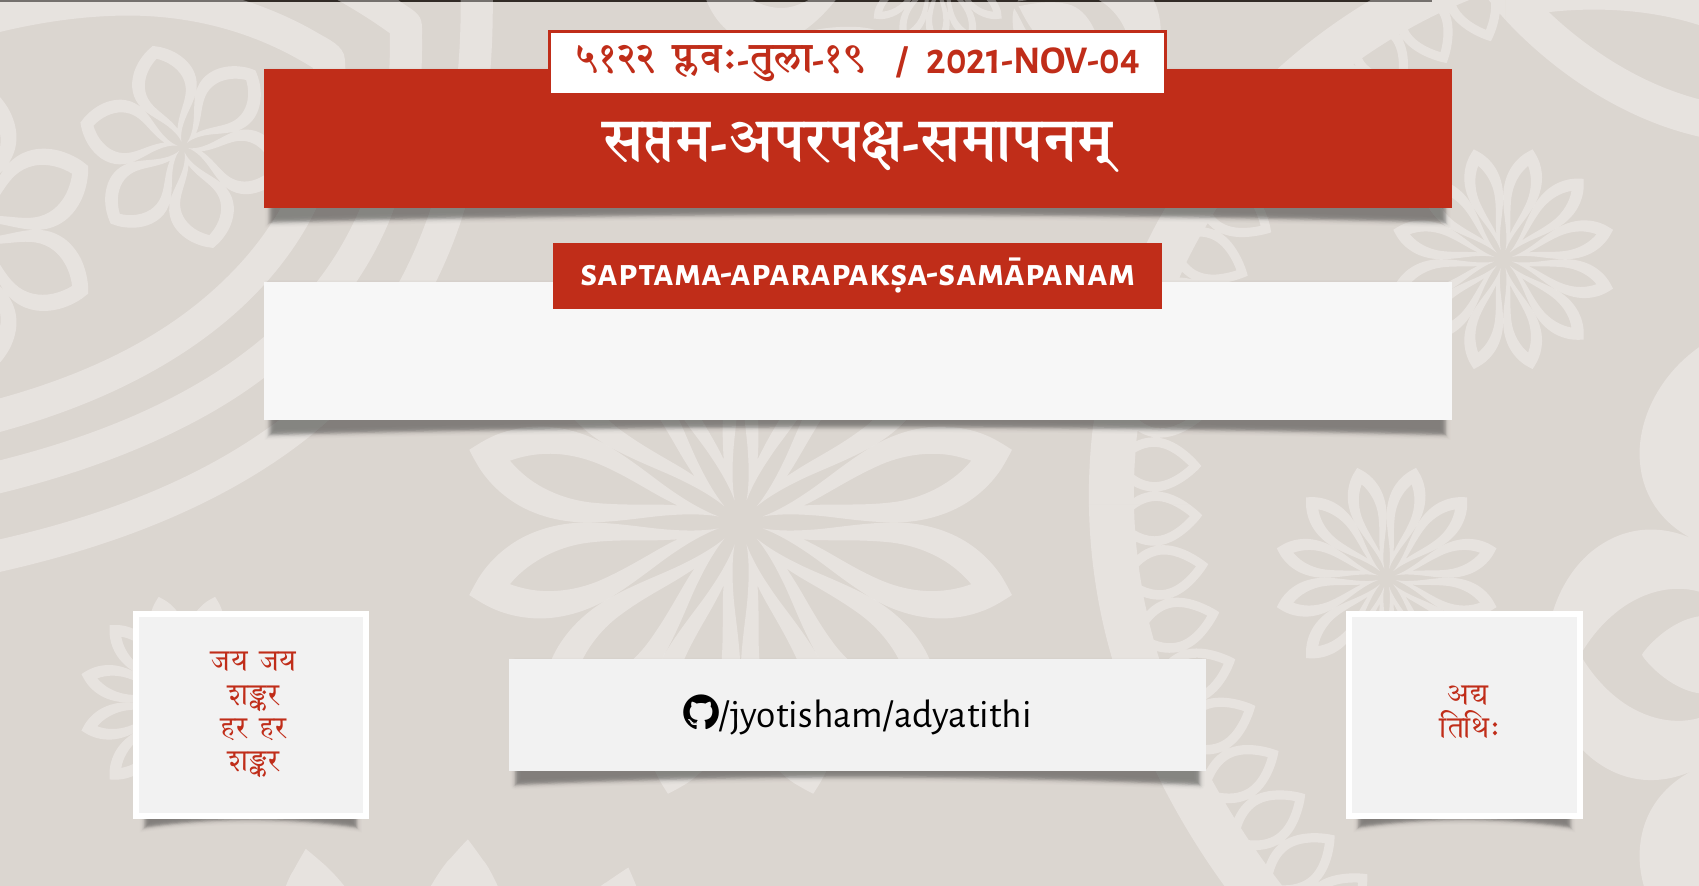 ५१२२ प्लवः-तुला-१९ / 2021-NOV-04
सप्तम-अपरपक्ष-समापनम्
SAPTAMA-APARAPAKṢA-SAMĀPANAM
जय जय
शङ्कर
हर हर
शङ्कर
/jyotisham/adyatithi
अद्य
तिथिः